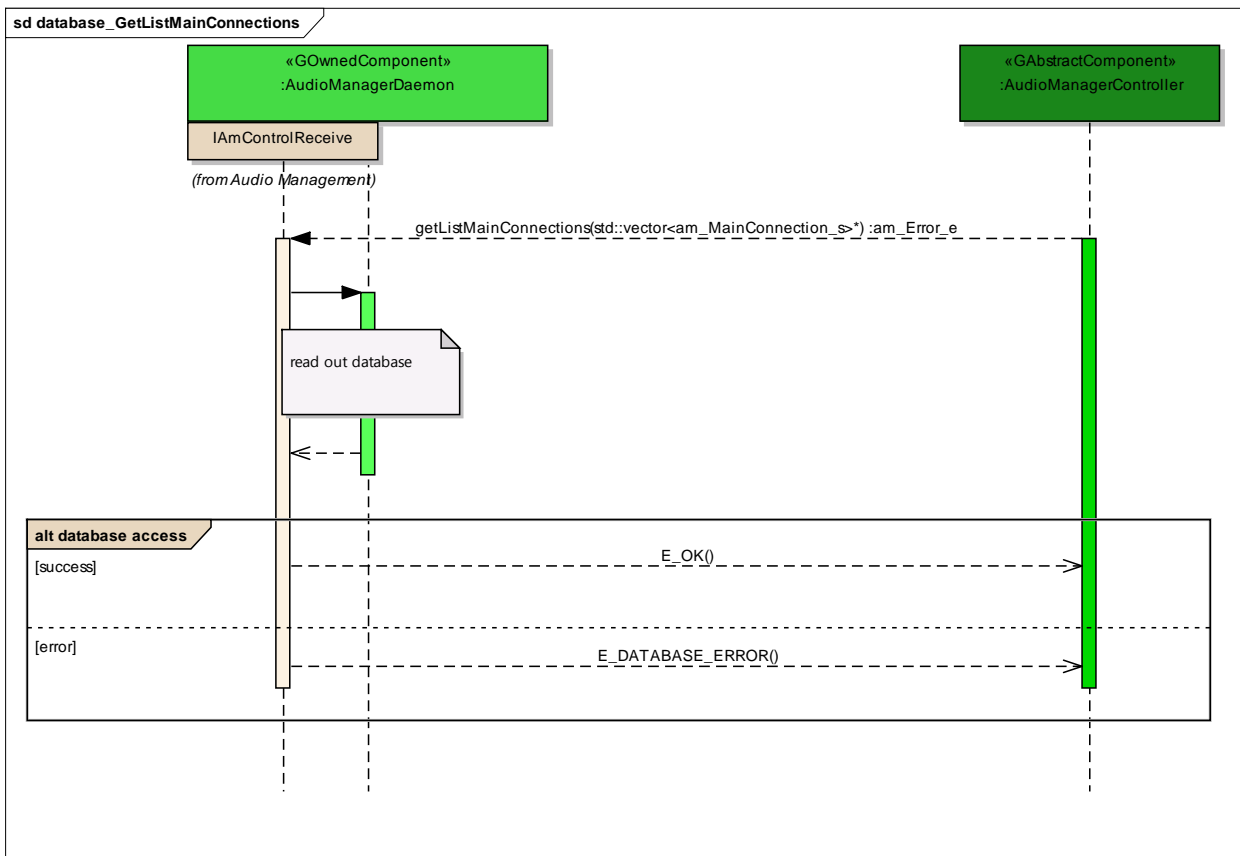 sd database_GetListMainConnections
«GOwnedComponent»
:AudioManagerDaemon
«GAbstractComponent»
:AudioManagerController
IAmControlReceive
(from Audio Management)
getListMainConnections(std::vector<am_MainConnection_s>*) :am_Error_e
read out database
alt database access
[success]
E_OK()
[error]
E_DATABASE_ERROR()